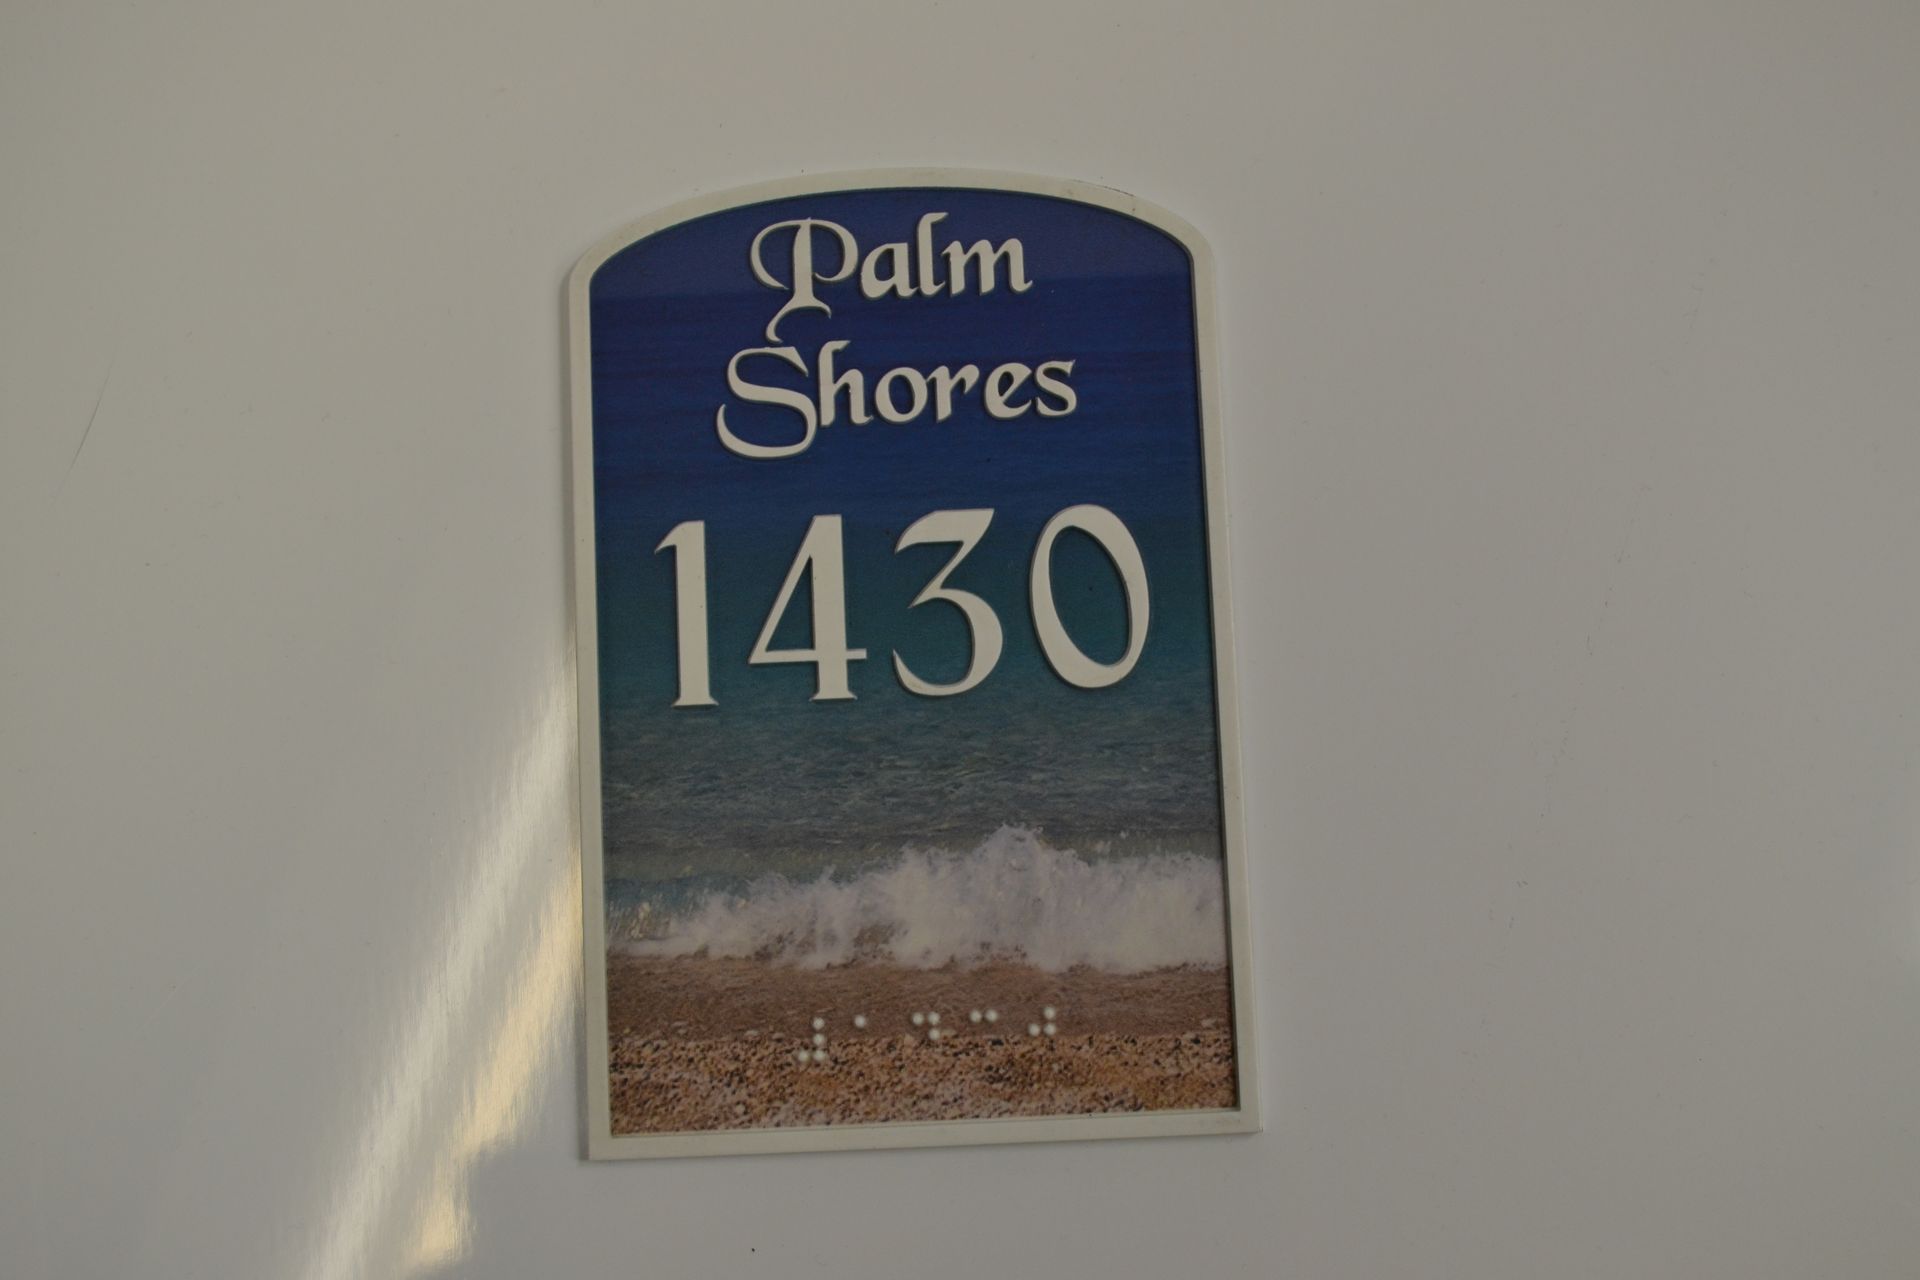 Palm
Shores
1430
⠼⠁⠙⠉⠚